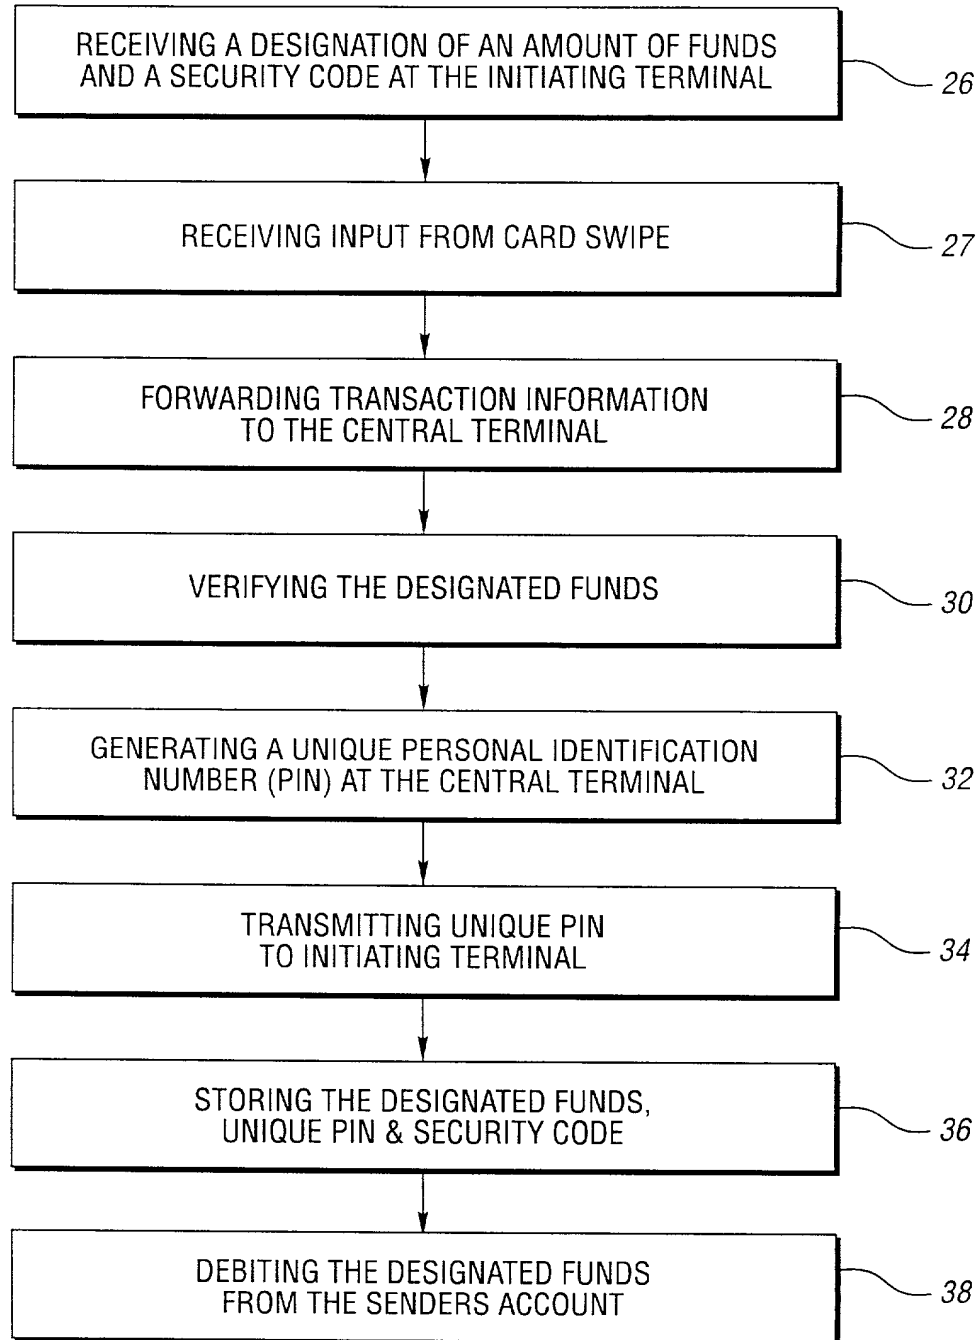 RECEIVING A DESIGNATION OF AN AMOUNT OF FUNDS
AND A SECURITY CODE AT THE INITIATING TERMINAL
26
RECEIVING INPUT FROM CARD SWIPE
27
FORWARDING TRANSACTION INFORMATION
TO THE CENTRAL TERMINAL
28
VERIFYING THE DESIGNATED FUNDS
30
GENERATING A UNIQUE PERSONAL IDENTIFICATION
NUMBER (PIN) AT THE CENTRAL TERMINAL
32
TRANSMITTING UNIQUE PIN
TO INITIATING TERMINAL
34
STORING THE DESIGNATED FUNDS,
UNIQUE PIN & SECURITY CODE
36
DEBITING THE DESIGNATED FUNDS
FROM THE SENDERS ACCOUNT
38